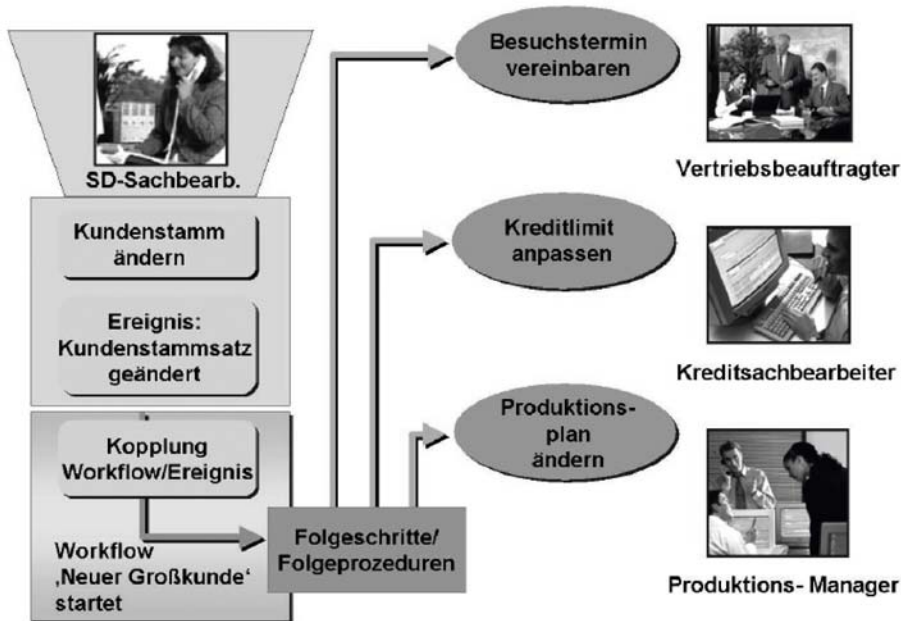 SD-Sachbearb.
Kundenstamm
ändern
Ereignis:
Kundenstammsatz
geändert
Kopplung
Workflow/Ereignis
Workflow
‚Neuer Großkunde‘
startet
Folgeschritte/
Folgeprozeduren
Besuchstermin
vereinbaren
Vertriebsbeauftragter
Kreditlimit
anpassen
Kreditsachbearbeiter
Produktions-
plan
ändern
Produktions- Manager